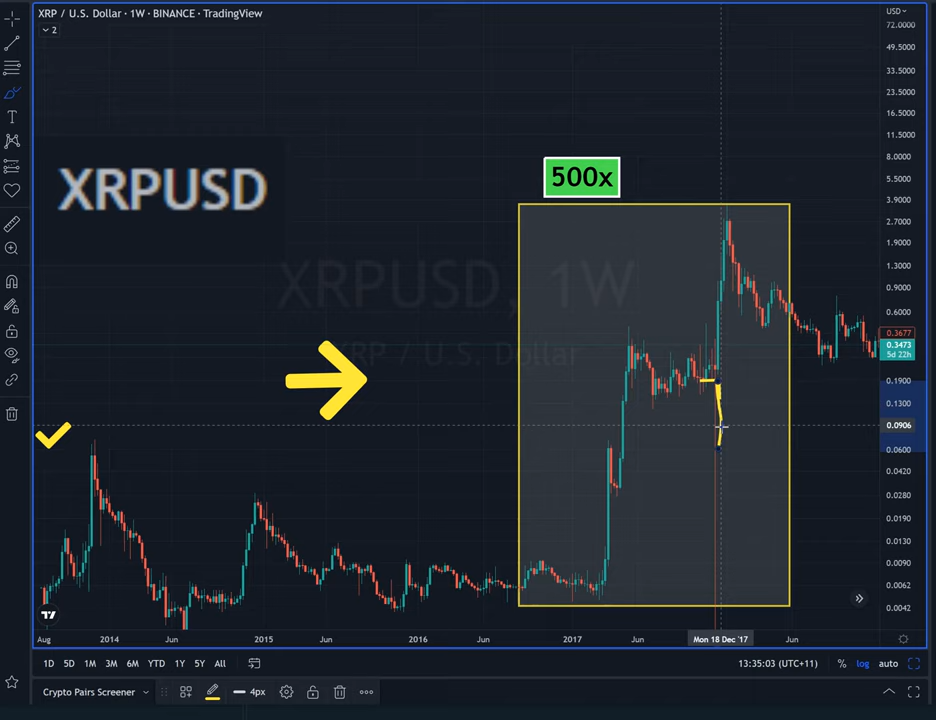 XRP / U.S. Dollar · 1W · BINANCE · TradingView
USD
2
72.0000
49.5000
33.5000
23.5000
16.5000
11.5000
8.0000
5.5000
3.9000
2.7000
1.9000
1.3000
0.9000
0.6000
0.3677
0.3473
5d 22h
0.1900
0.1300
0.0906
0.0600
0.0420
0.0280
0.0190
0.0130
0.0090
0.0062
0.0042
XRPUSD
500x
XRPUSD, 1W
XRP / U.S. Dollar
Aug 2014 Jun 2015 Jun 2016 Jun 2017 Jun Mon 18 Dec '17 Jun
1D 5D 1M 3M 6M YTD 1Y 5Y All 13:35:03 (UTC+11) % log auto
Crypto Pairs Screener 4px